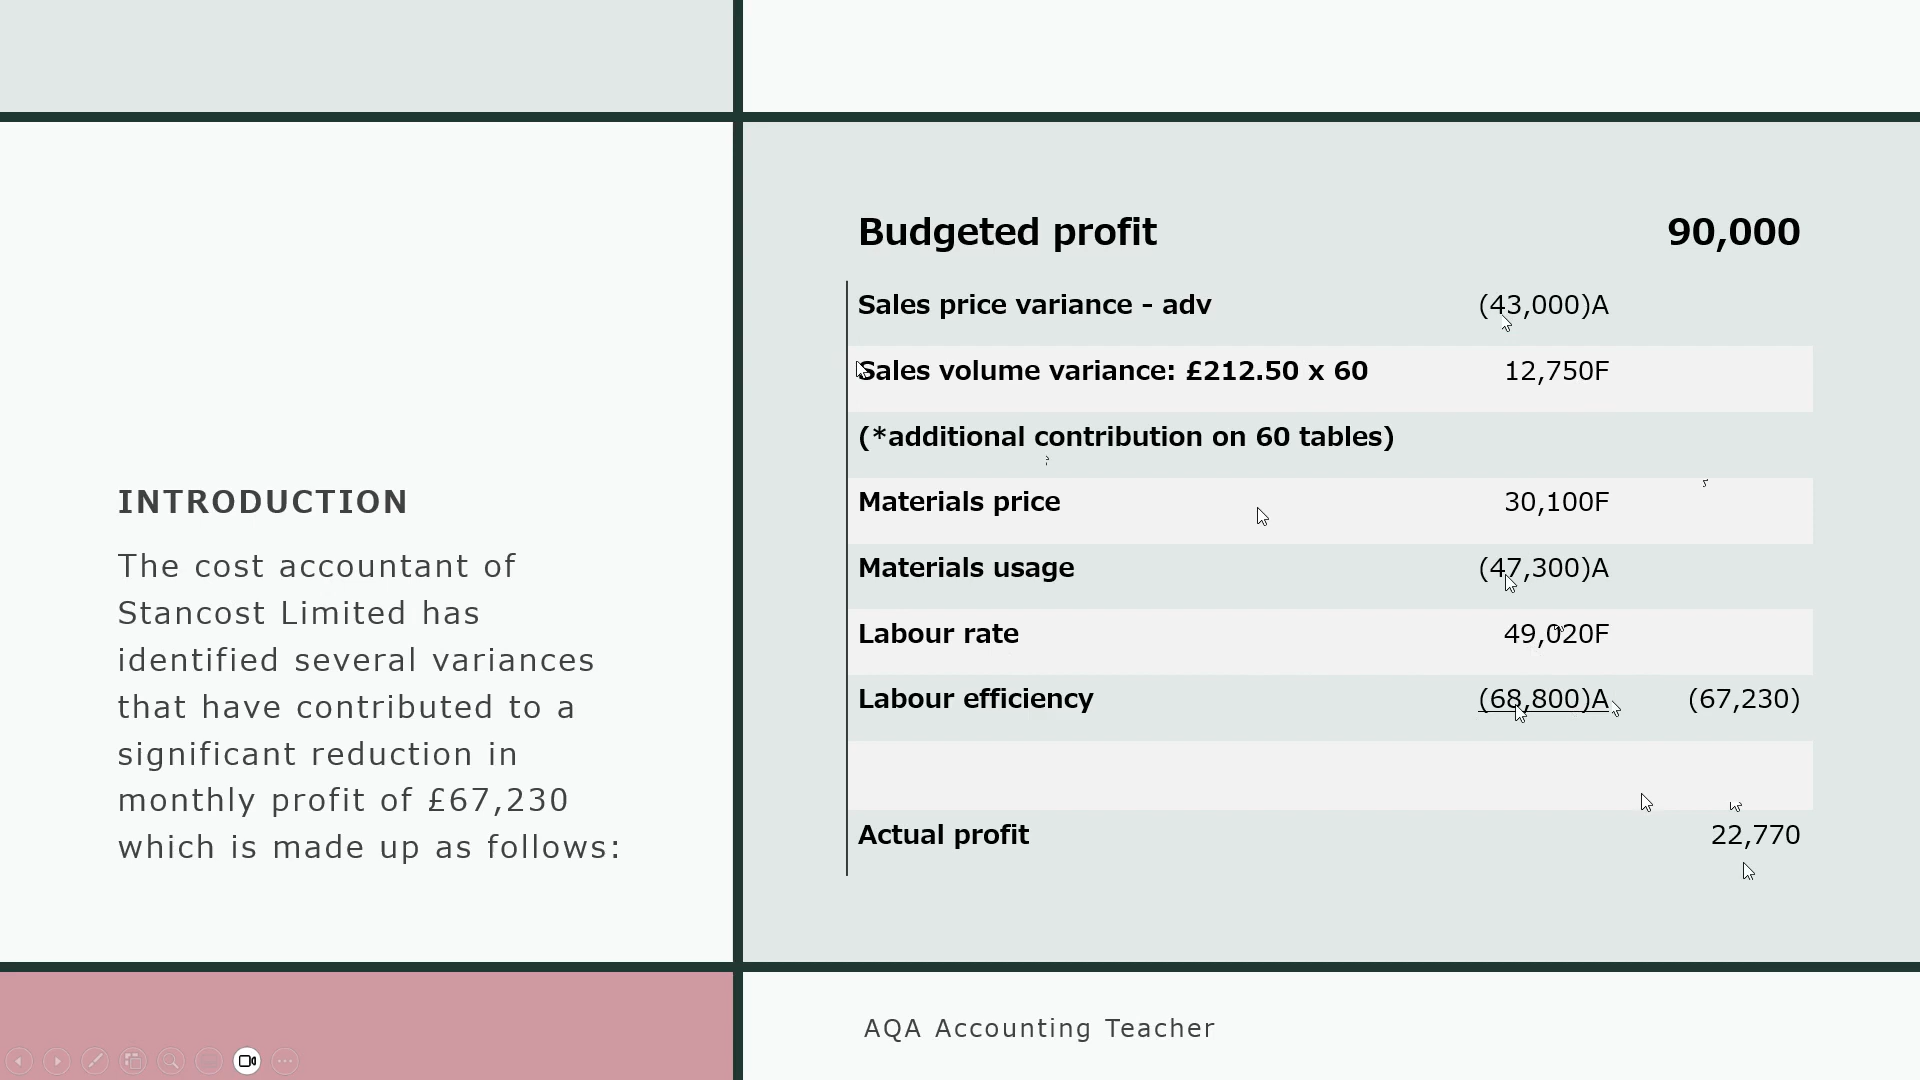 INTRODUCTION
The cost accountant of
Stancost Limited has
identified several variances
that have contributed to a
significant reduction in
monthly profit of £67,230
which is made up as follows:
Budgeted profit 90,000
Sales price variance - adv (43,000)A
Sales volume variance: £212.50 x 60 12,750F
(*additional contribution on 60 tables)
Materials price 30,100F
Materials usage (47,300)A
Labour rate 49,020F
Labour efficiency (68,800)A (67,230)
Actual profit 22,770
AQA Accounting Teacher